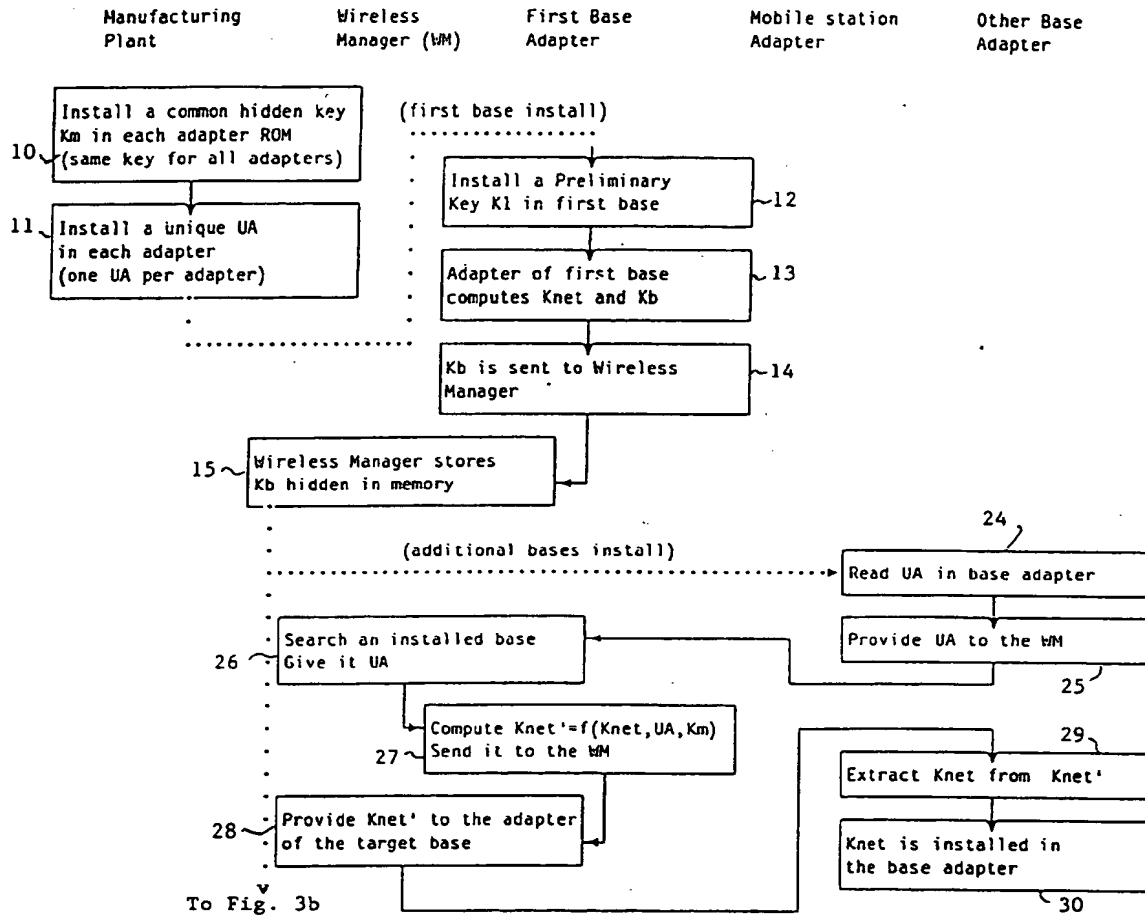 Manufacturing Plant
Wireless Manager (WM)
First Base Adapter
Mobile station Adapter
Other Base Adapter
Install a common hidden key
Km in each adapter ROM
(same key for all adapters)
10
(first base install)
Install a Preliminary
Key K1 in first base
12
11
Install a unique UA
in each adapter
(one UA per adapter)
Adapter of first base
computes Knet and Kb
13
Kb is sent to Wireless
Manager
14
15
Wireless Manager stores
Kb hidden in memory
24
(additional bases install)
Read UA in base adapter
Search an installed base
Give it UA
26
Provide UA to the WM
25
Compute Knet'=f(Knet,UA,Km)
Send it to the WM
27
29
Extract Knet from Knet'
28
Provide Knet' to the adapter
of the target base
Knet is installed in
the base adapter
30
To Fig. 3b